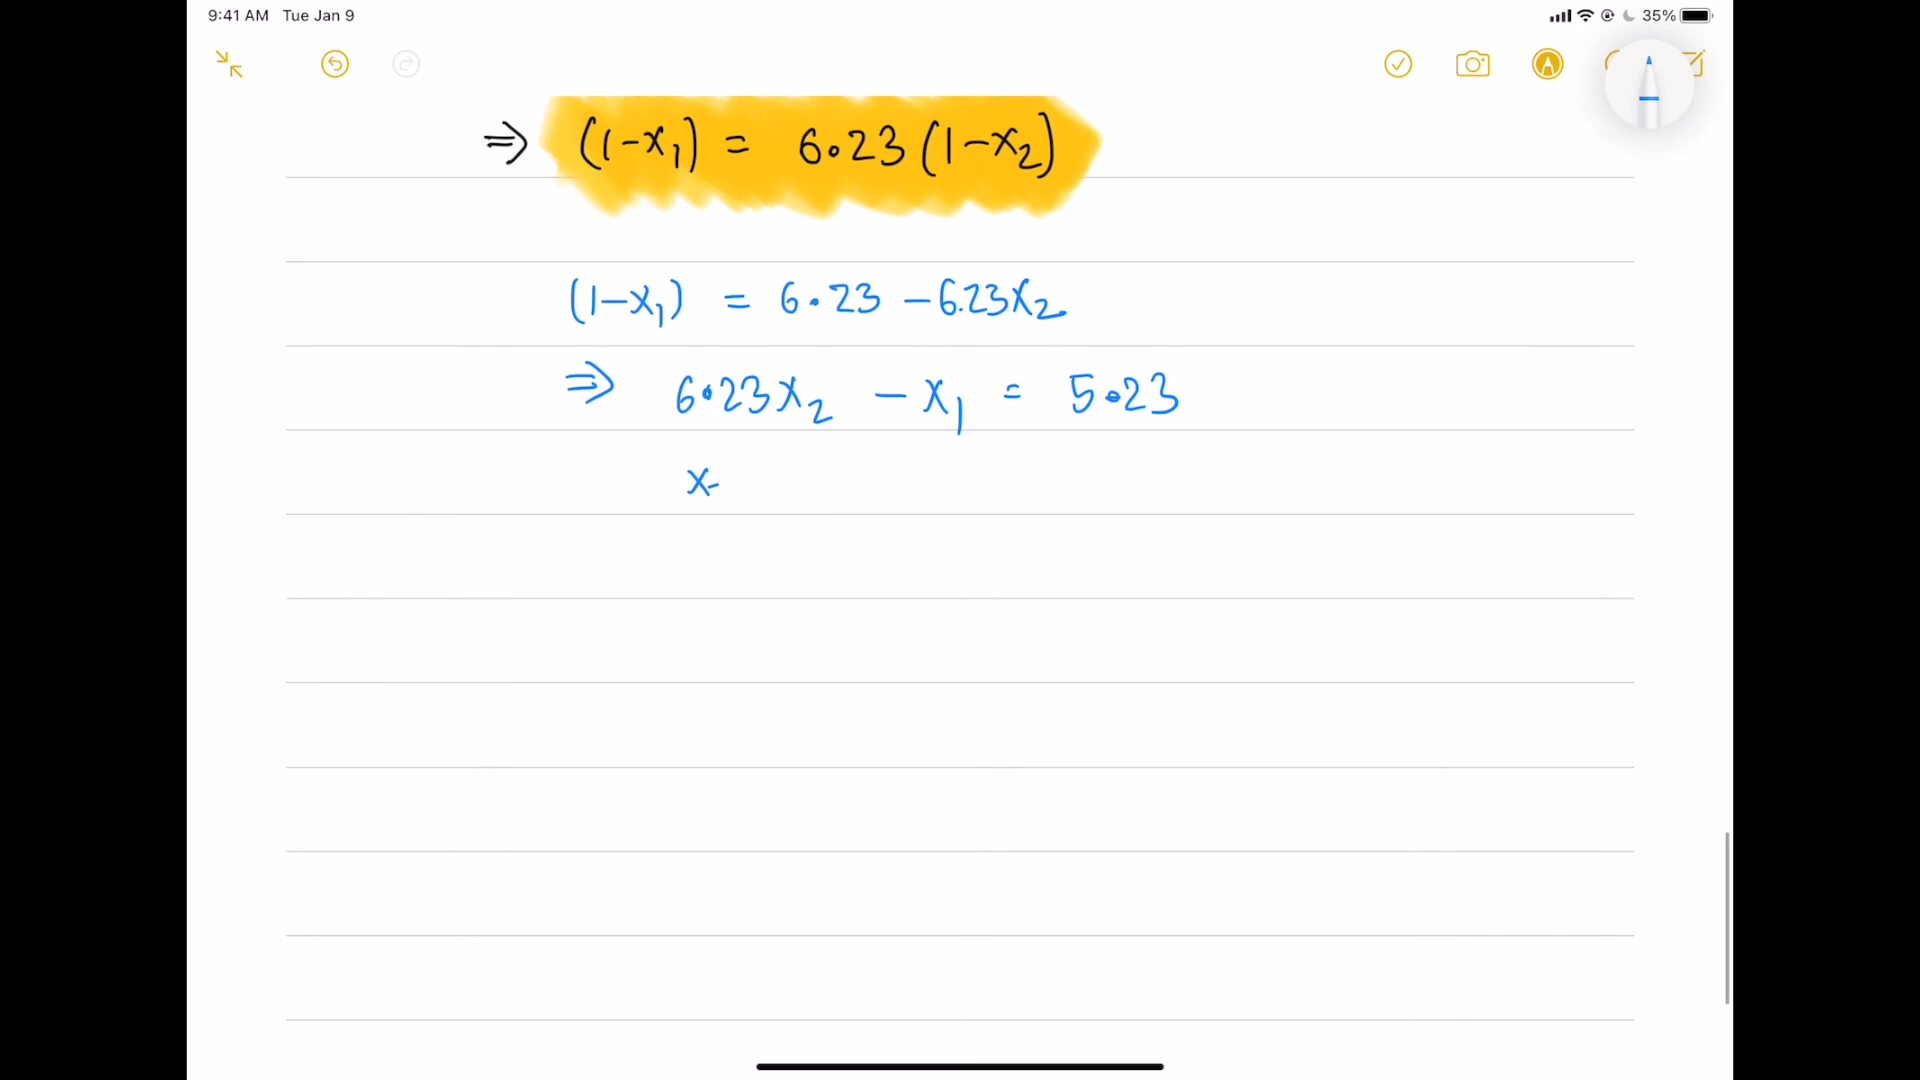 9:41 AM Tue Jan 9 35%
⇒ (1-x₁) = 6.23 (1-x₂)
(1-x₁) = 6.23 - 6.23x₂
⇒ 6.23x₂ - x₁ = 5.23
x-